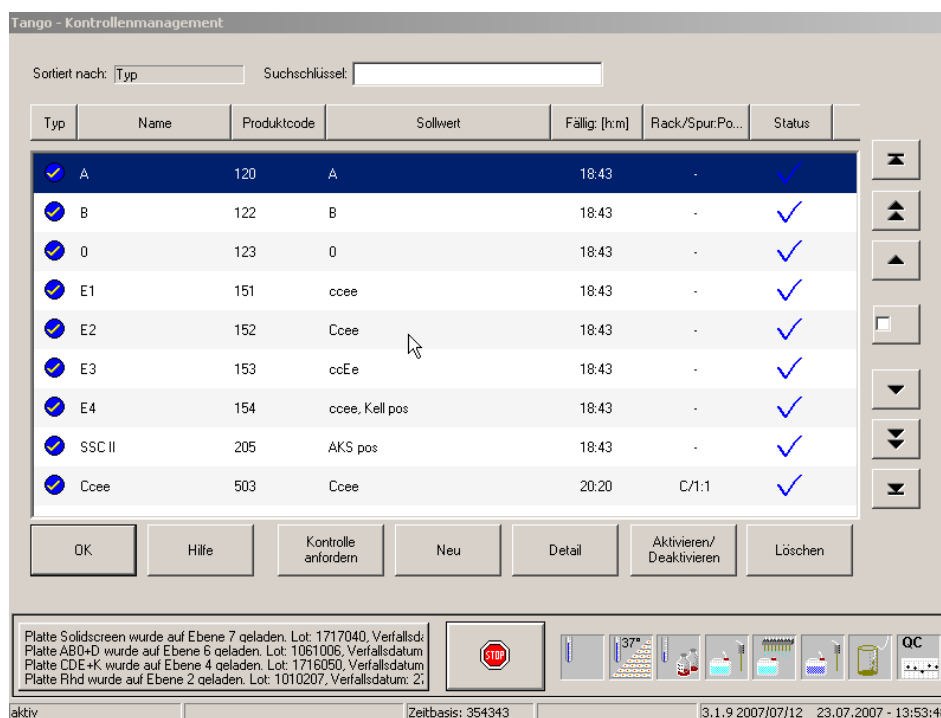 Tango - Kontrollenmanagement
Sortiert nach: Typ Suchschlüssel:
Typ Name Produktcode Sollwert Fällig: [h:m] Rack/Spur:Po... Status
A 120 A 18:43 -
B 122 B 18:43 -
0 123 0 18:43 -
E1 151 ccee 18:43 -
E2 152 Ccee 18:43 -
E3 153 ccEe 18:43 -
E4 154 ccee, Kell pos 18:43 -
SSC II 205 AKS pos 18:43 -
Ccee 503 Ccee 20:20 C/1:1
OK Hilfe Kontrolle anfordern Neu Detail Aktivieren/ Deaktivieren Löschen
Platte Solidscreen wurde auf Ebene 7 geladen. Lot: 1717040,
Platte AB0+D wurde auf Ebene 6 geladen. Lot: 1061006, Verfallsdatum
Platte CDE+K wurde auf Ebene 4 geladen. Lot: 1716050, Verfallsdatum
Platte Rhd wurde auf Ebene 2 geladen. Lot: 1010207, Verfallsdatum:
STOP
37°
QC
aktiv Zeitbasis: 354343 3.1.9 2007/07/12 23.07.2007 -